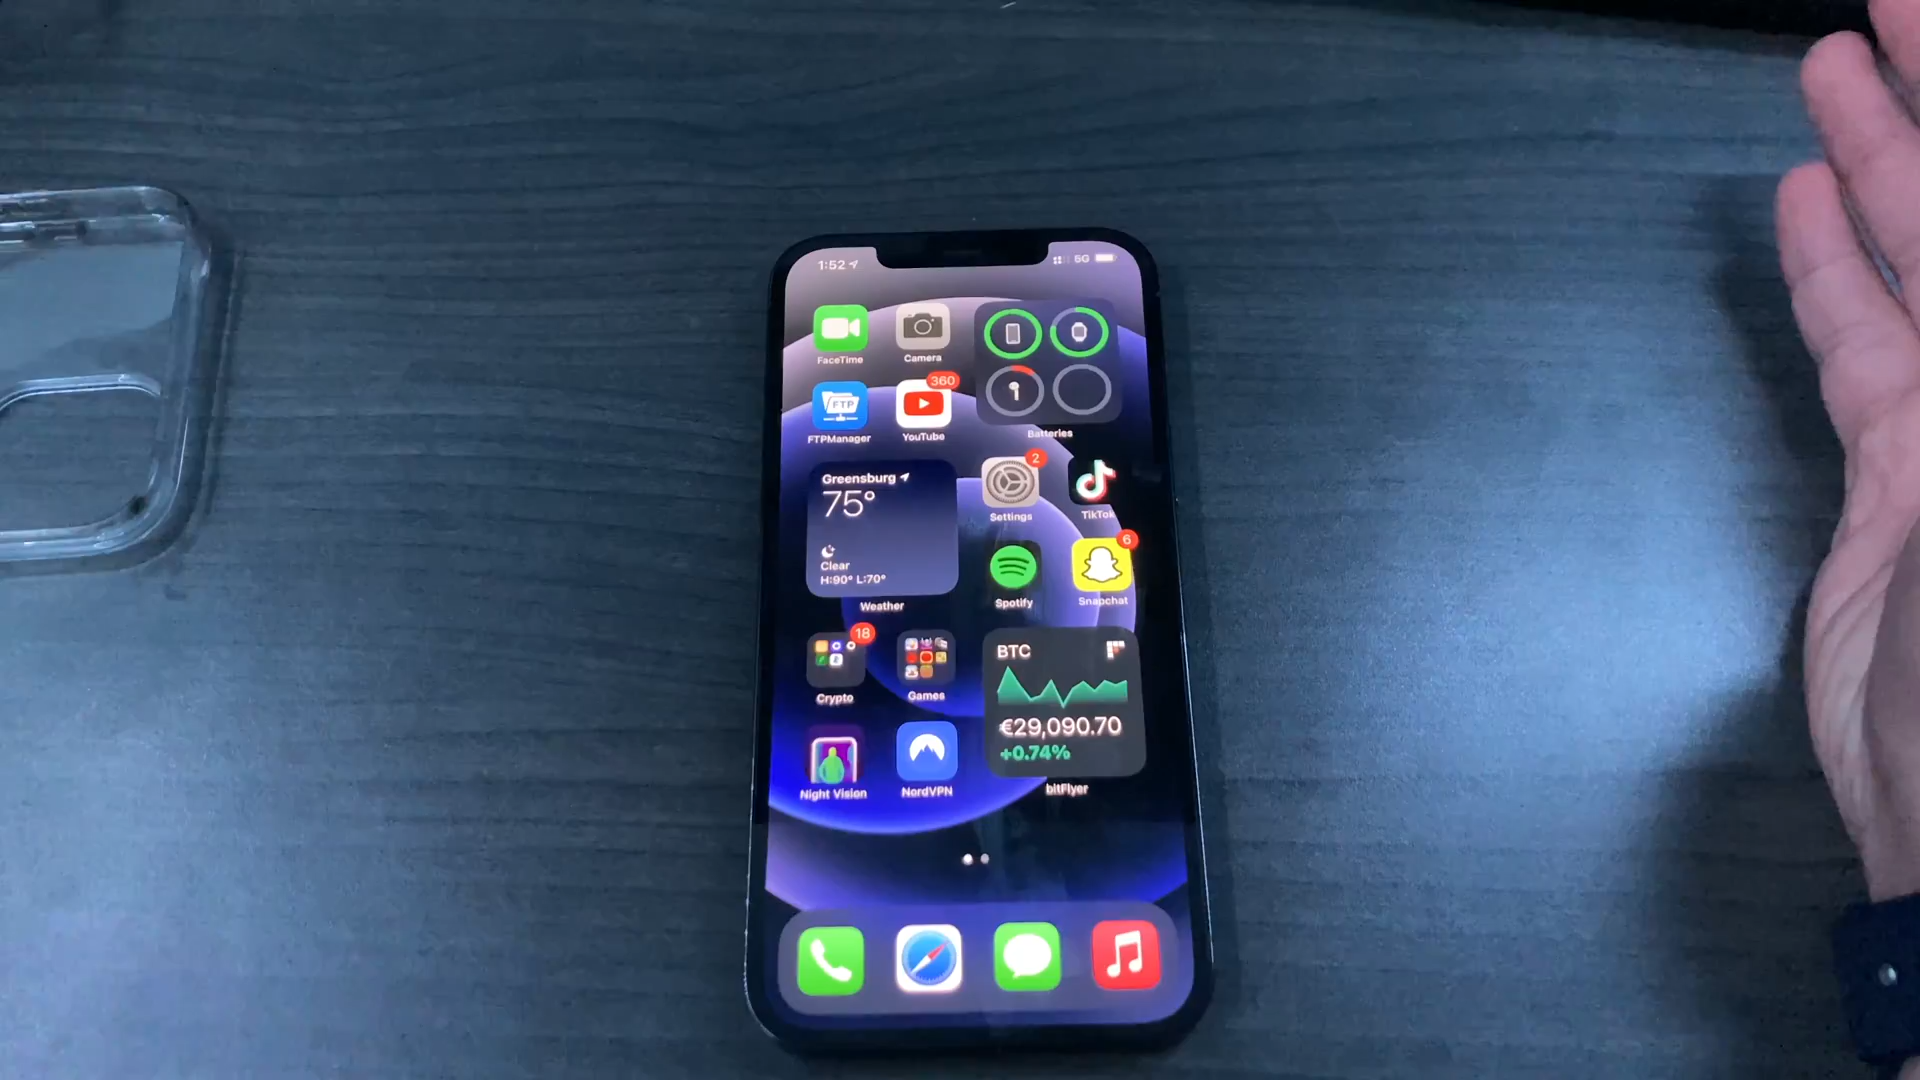 1:52
5G
FaceTime
Camera
FTP
360
FTPManager
YouTube
Batteries
Greensburg
75°
Clear
H:90° L:70°
Weather
2
Settings
TikTok
Spotify
6
Snapchat
18
Crypto
Games
BTC
€29,090.70
+0.74%
bitFlyer
Night Vision
NordVPN